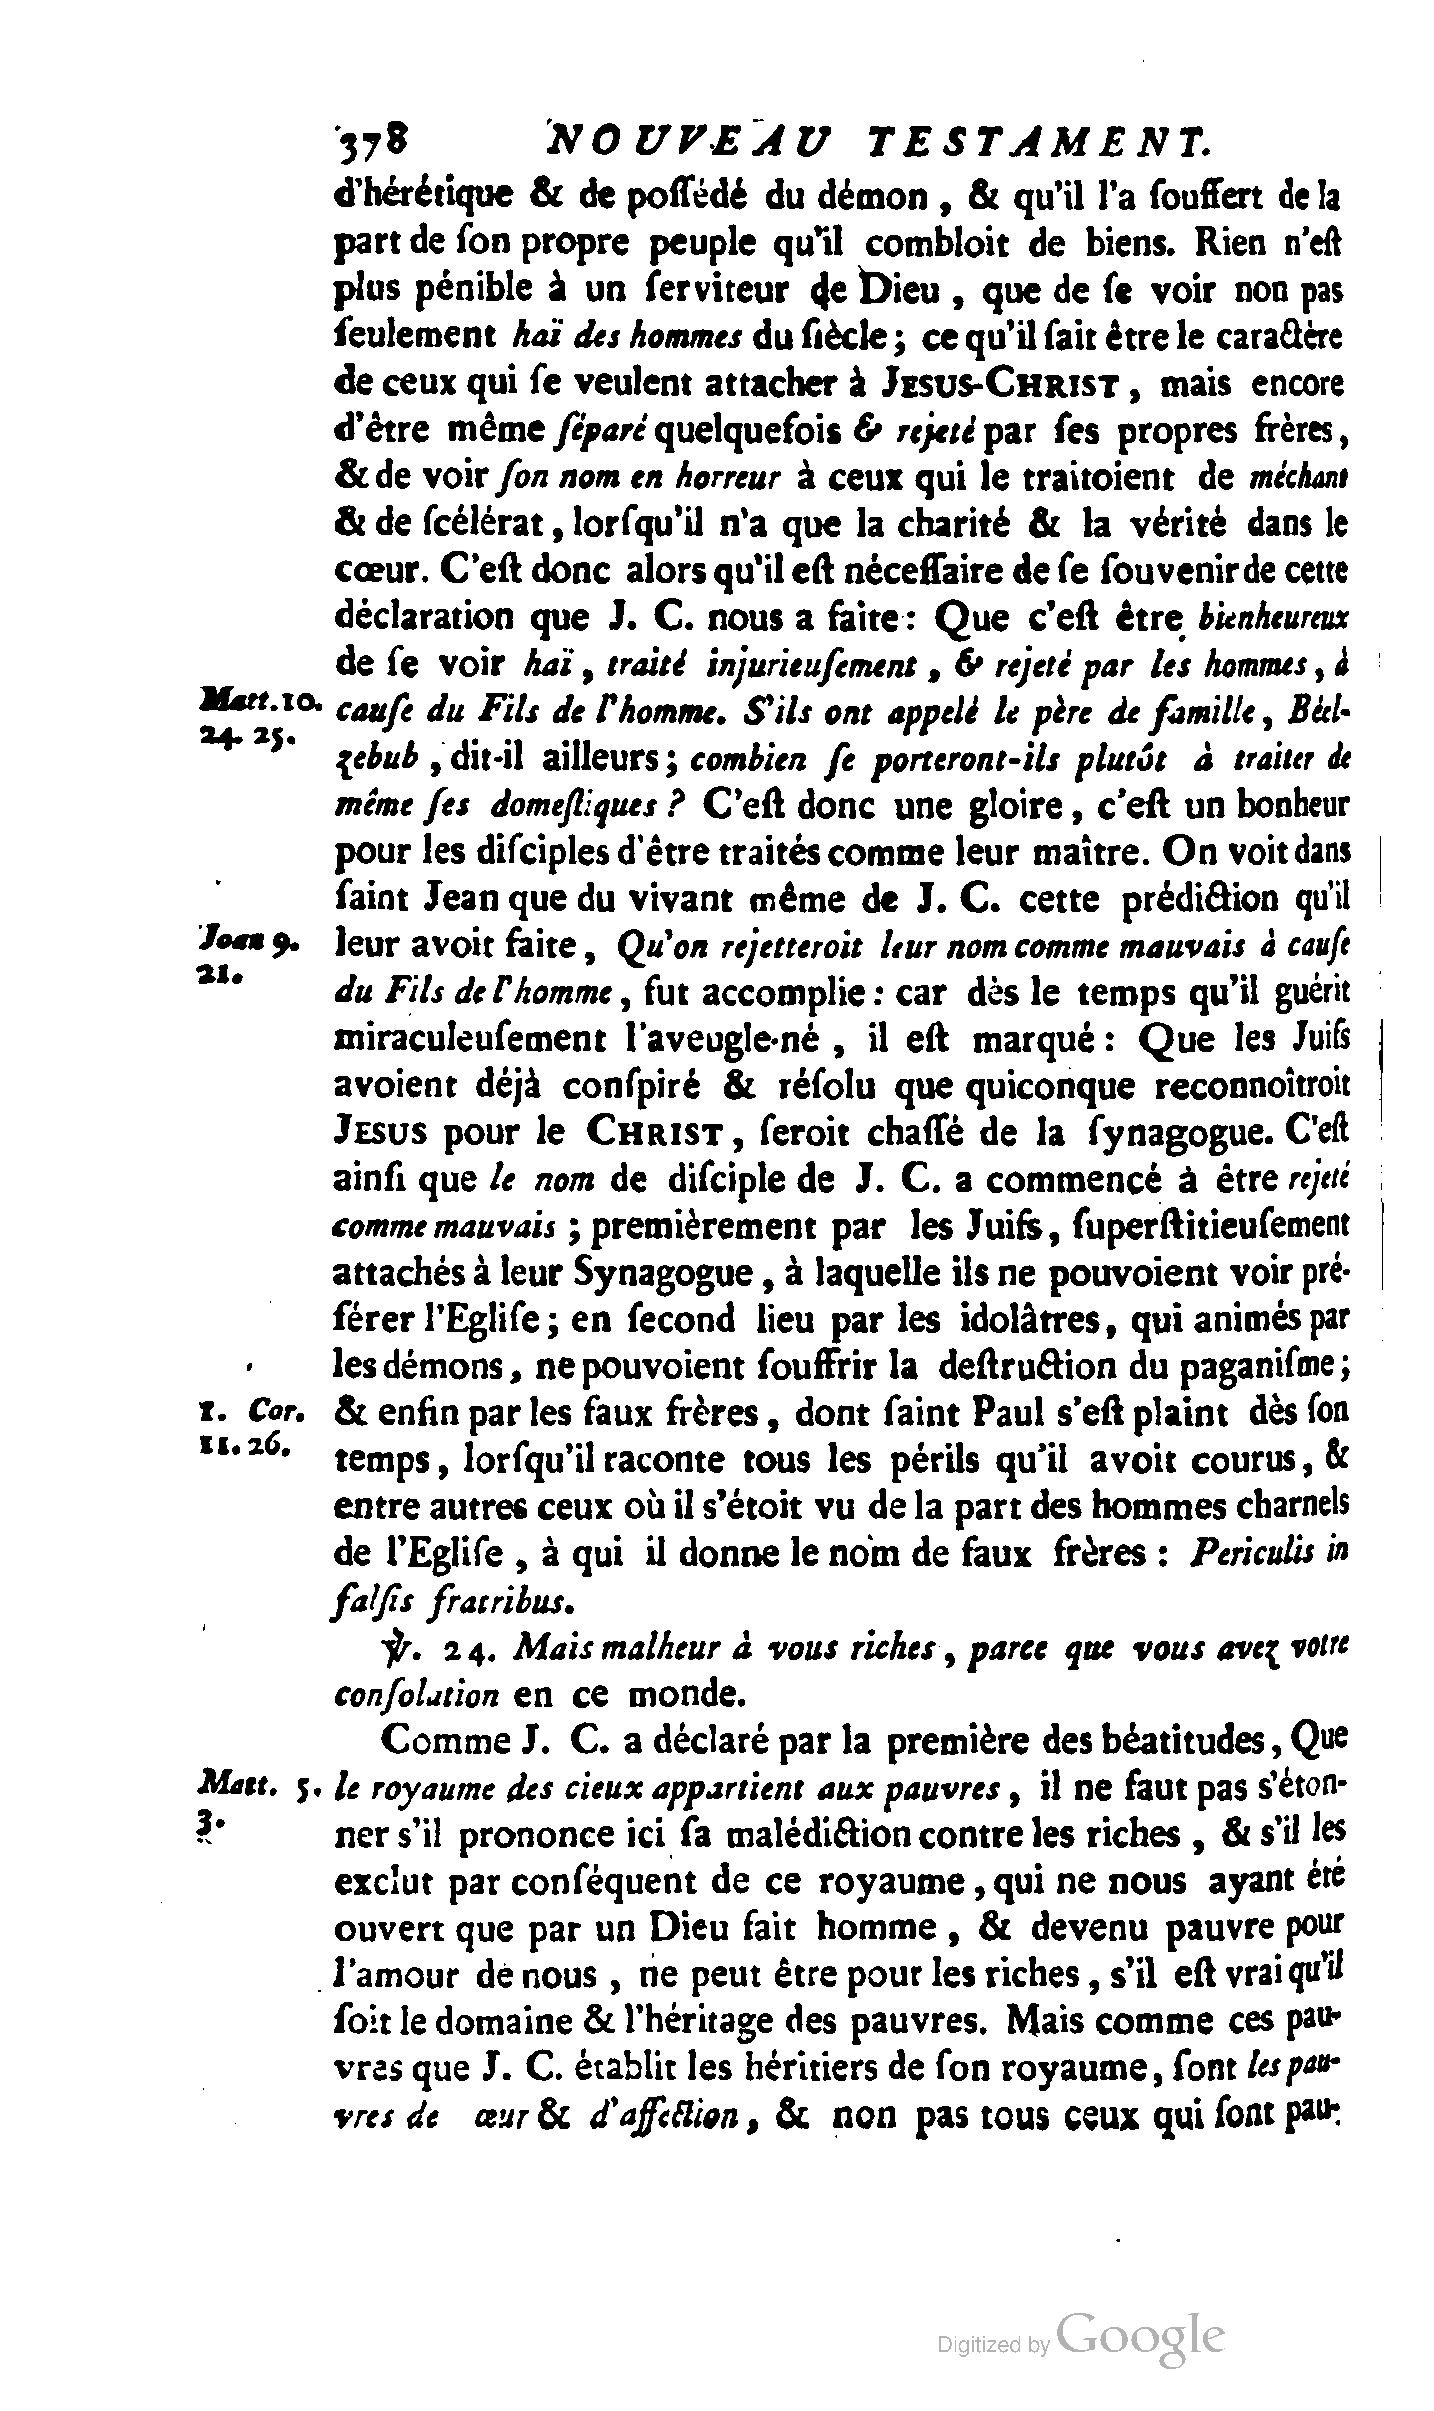 378 NOUVEAU TESTAMENT.
d'hérétique & de poſſédé du démon, & qu'il l'a ſouffert de la
part de ſon propre peuple qu'il combloit de biens. Rien n'eſt
plus pénible à un ſerviteur de Dieu, que de ſe voir non pas
ſeulement haï des hommes du ſiècle; ce qu'il ſait être le caractère
de ceux qui ſe veulent attacher à JESUS-CHRIST, mais encore
d'être même ſéparé quelquefois & rejeté par ſes propres frères,
& de voir ſon nom en horreur à ceux qui le traitoient de méchant
& de ſcélérat, lorſqu'il n'a que la charité & la vérité dans le
cœur. C'eſt donc alors qu'il eſt néceſſaire de ſe ſouvenir de cette
déclaration que J. C. nous a faite: Que c'eſt être bienheureux
de ſe voir haï, traité injurieuſement, & rejeté par les hommes, à
Matt. 10. cauſe du Fils de l'homme. S'ils ont appelé le père de famille, Béel-
24. 25.
zebub, dit-il ailleurs; combien ſe porteront-ils plutôt à traiter de
même ſes domeſtiques? C'eſt donc une gloire, c'eſt un bonheur
pour les diſciples d'être traités comme leur maître. On voit dans
ſaint Jean que du vivant même de J. C. cette prédiction qu'il
Joan 9. leur avoit faite, Qu'on rejetteroit leur nom comme mauvais à cauſe
21.
du Fils de l'homme, fut accomplie: car dès le temps qu'il guérit
miraculeuſement l'aveugle-né, il eſt marqué: Que les Juifs
avoient déjà conſpiré & réſolu que quiconque reconnoîtroit
JESUS pour le CHRIST, ſeroit chaſſé de la ſynagogue. C'eſt
ainſi que le nom de diſciple de J. C. a commencé à être rejeté
comme mauvais; premièrement par les Juifs, ſuperſtitieuſement
attachés à leur Synagogue, à laquelle ils ne pouvoient voir pré-
férer l'Egliſe; en ſecond lieu par les idolâtres, qui animés par
les démons, ne pouvoient ſouffrir la deſtruction du paganiſme;
1. Cor. & enfin par les faux frères, dont ſaint Paul s'eſt plaint dès ſon
11. 26.
temps, lorſqu'il raconte tous les périls qu'il avoit courus, &
entre autres ceux où il s'étoit vu de la part des hommes charnels
de l'Egliſe, à qui il donne le nom de faux frères: Periculis in
falſis fratribus.
℣. 24. Mais malheur à vous riches, parce que vous avez votre
conſolation en ce monde.
Comme J. C. a déclaré par la première des béatitudes, Que
Matt. 5. le royaume des cieux appartient aux pauvres, il ne faut pas s'éton-
3.
ner s'il prononce ici ſa malédiction contre les riches, & s'il les
exclut par conſéquent de ce royaume, qui ne nous ayant été
ouvert que par un Dieu fait homme, & devenu pauvre pour
l'amour de nous, ne peut être pour les riches, s'il eſt vrai qu'il
ſoit le domaine & l'héritage des pauvres. Mais comme ces pau-
vres que J. C. établit les héritiers de ſon royaume, ſont les pau-
vres de cœur & d'affection, & non pas tous ceux qui ſont pau-
Digitized by Google